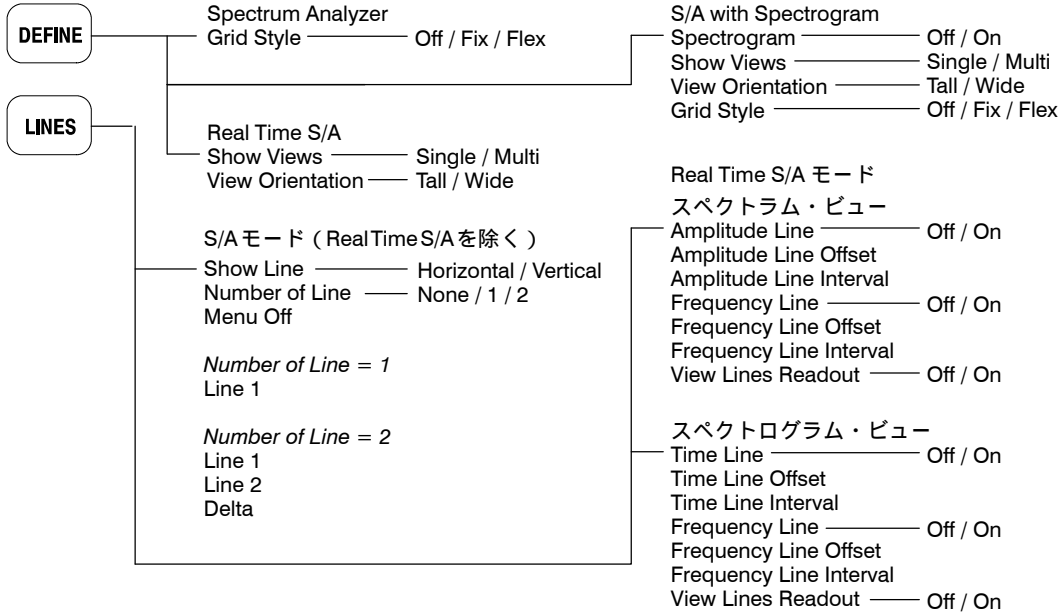 DEFINE
Spectrum Analyzer
Grid Style Off / Fix / Flex
S/A with Spectrogram
Spectrogram Off / On
Show Views Single / Multi
View Orientation Tall / Wide
Grid Style Off / Fix / Flex
Real Time S/A
Show Views Single / Multi
View Orientation Tall / Wide
LINES
S/A モード ( Real Time S/A を除く )
Show Line Horizontal / Vertical
Number of Line None / 1 / 2
Menu Off
Number of Line = 1
Line 1
Number of Line = 2
Line 1
Line 2
Delta
Real Time S/A モード
スペクトラム・ビュー
Amplitude Line Off / On
Amplitude Line Offset
Amplitude Line Interval
Frequency Line Off / On
Frequency Line Offset
Frequency Line Interval
View Lines Readout Off / On
スペクトログラム・ビュー
Time Line Off / On
Time Line Offset
Time Line Interval
Frequency Line Off / On
Frequency Line Offset
Frequency Line Interval
View Lines Readout Off / On